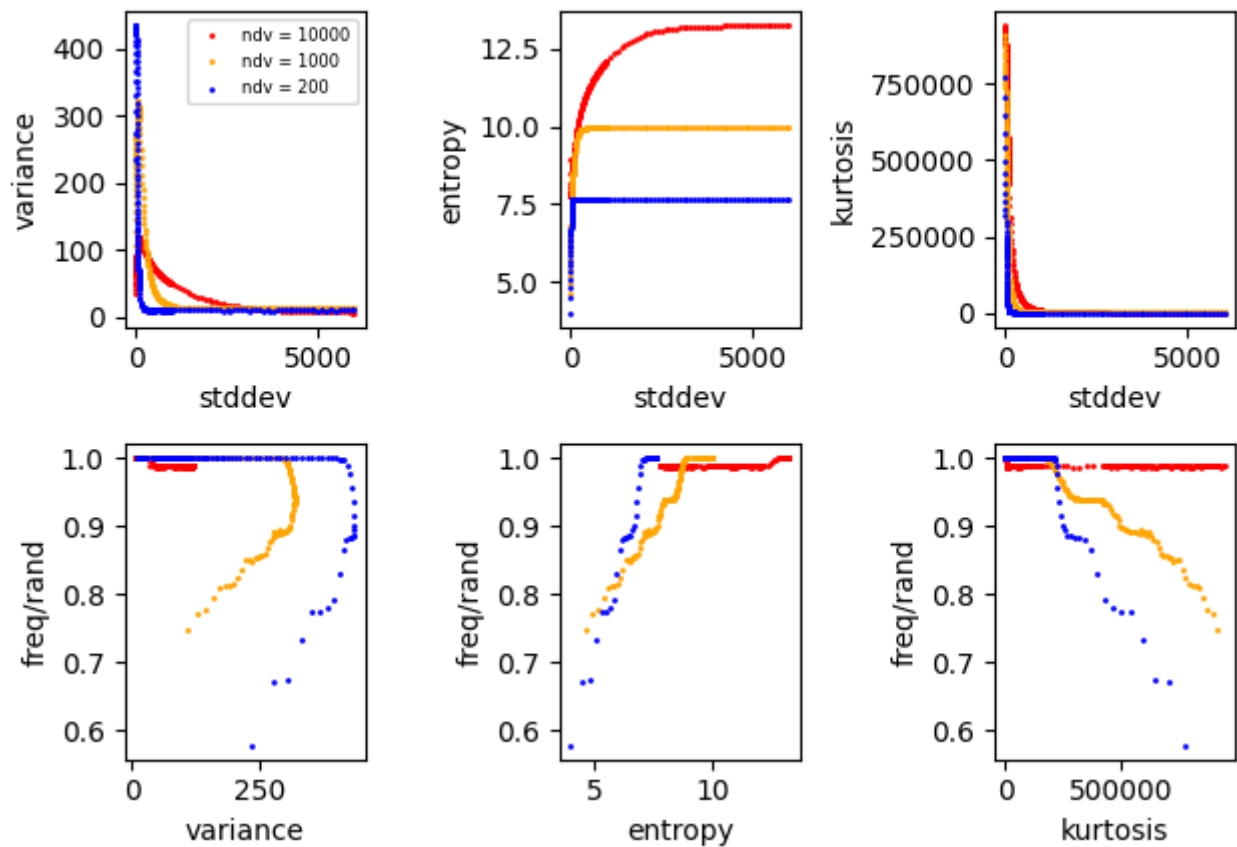 400
300
200
100
0
variance
0 5000
stddev
ndv = 10000
ndv = 1000
ndv = 200
12.5
10.0
7.5
5.0
entropy
0 5000
stddev
750000
500000
250000
0
kurtosis
0 5000
stddev
1.0
0.9
0.8
0.7
0.6
freq/rand
0 250
variance
1.0
0.9
0.8
0.7
0.6
freq/rand
5 10
entropy
1.0
0.9
0.8
0.7
0.6
freq/rand
0 500000
kurtosis